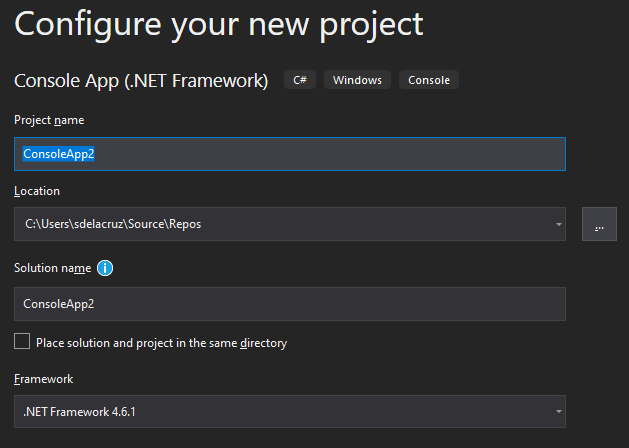 Configure your new project
Console App (.NET Framework) C# Windows Console
Project name
ConsoleApp2
Location
C:\Users\sdelacruz\Source\Repos
...
Solution name
ConsoleApp2
Place solution and project in the same directory
Framework
.NET Framework 4.6.1